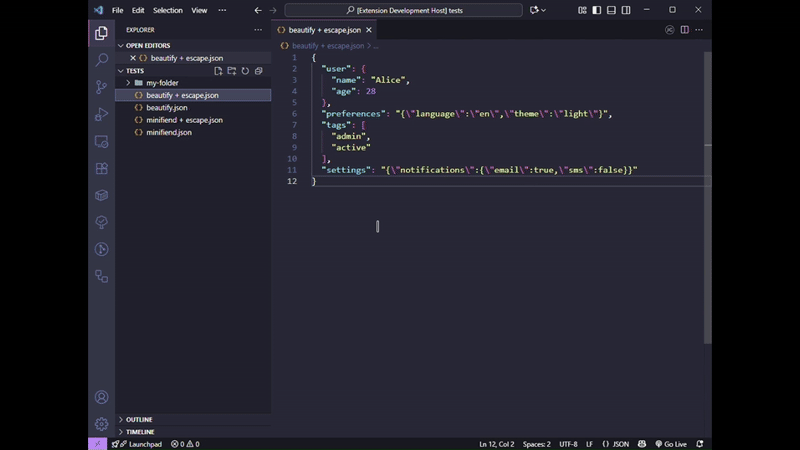 File Edit Selection View ··· [Extension Development Host] tests
EXPLORER ···
OPEN EDITORS
beautify + escape.json
TESTS
my-folder
beautify + escape.json
beautify.json
minifiend + escape.json
minifiend.json
OUTLINE
TIMELINE
beautify + escape.json
beautify + escape.json > ...
1 {
2 "user": {
3 "name": "Alice",
4 "age": 28
5 },
6 "preferences": "{\"language\":\"en\",\"theme\":\"light\"}",
7 "tags": [
8 "admin",
9 "active"
10 ],
11 "settings": "{\"notifications\":{\"email\":true,\"sms\":false}}"
12 }
Launchpad 0 0 Ln 12, Col 2 Spaces: 2 UTF-8 LF {} JSON Go Live